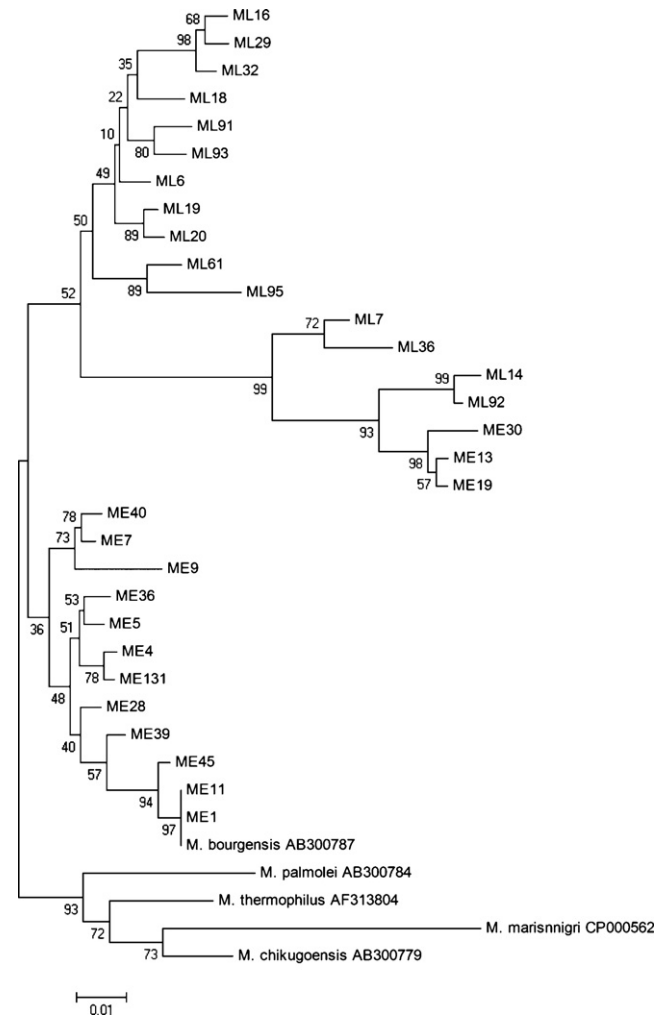 68 ML16
98 ML29
35 ML32
22 ML18
10 ML91
80 ML93
49 ML6
ML19
50 89 ML20
ML61
52 89 ML95
72 ML7
ML36
99 99 ML14
93 ML92
ME30
98 ME13
57 ME19
78 ME40
73 ME7
ME9
53 ME36
36 51 ME5
ME4
48 78 ME131
ME28
40 ME39
57 ME45
94 ME11
97 ME1
M. bourgensis AB300787
M. palmolei AB300784
93 M. thermophilus AF313804
72 M. marisnnigri CP000562
73 M. chikugoensis AB300779
0.01